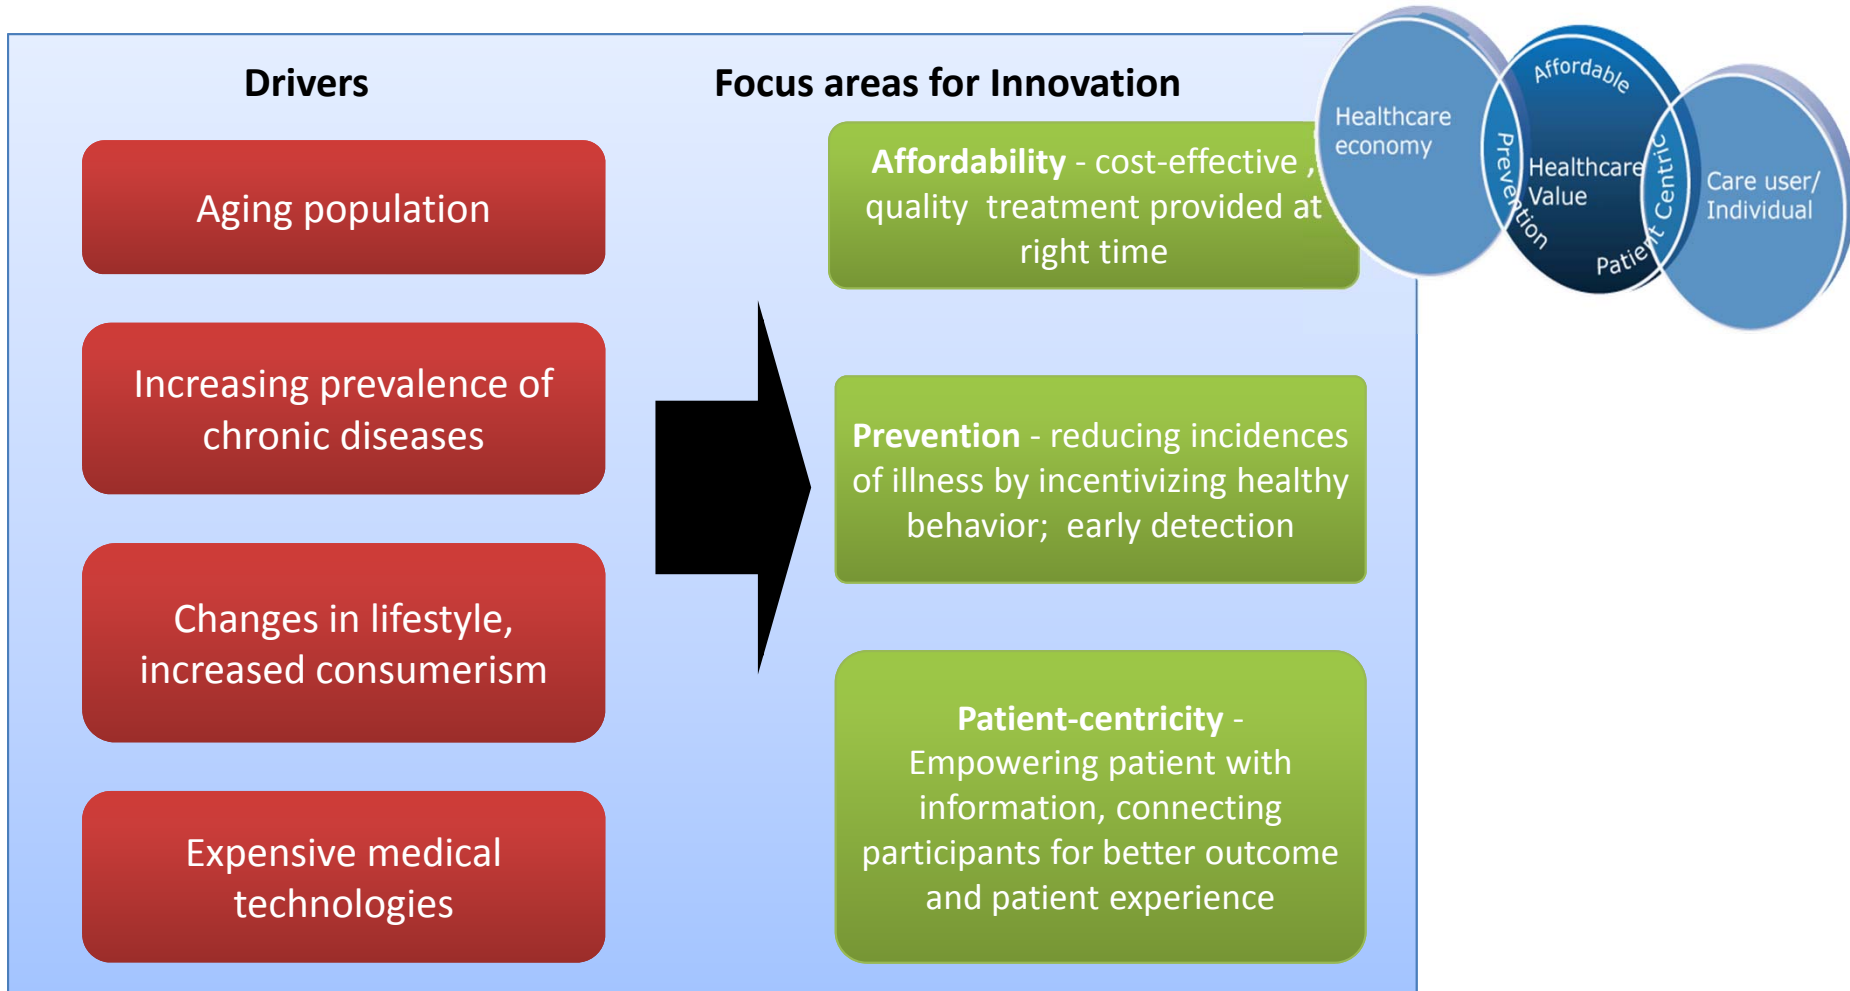 Drivers
Aging population
Increasing prevalence of
chronic diseases
Changes in lifestyle,
increased consumerism
Expensive medical
technologies
Focus areas for Innovation
Affordability - cost-effective ,
quality  treatment provided at
right time
Prevention - reducing incidences
of illness by incentivizing healthy
behavior;  early detection
Patient-centricity -
Empowering patient with
information, connecting
participants for better outcome
and patient experience
Healthcare
economy
Prevention
Affordable
Healthcare
Value
Patient Centric
Care user/
Individual